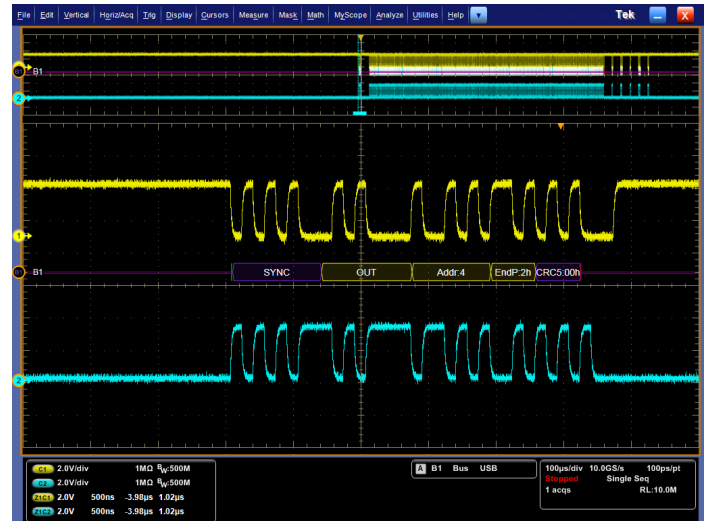 File Edit Vertical Horiz/Acq Trig Display Cursors Measure Mask Math MyScope Analyze Utilities Help Tek X
B1 B1
2
1
B1 B1 SYNC OUT Addr:4 EndP:2h CRC5:00h
2
C1 2.0V/div 1MΩ BW:500M
C2 2.0V/div 1MΩ BW:500M
Z1C1 2.0V 500ns -3.98µs 1.02µs
Z1C2 2.0V 500ns -3.98µs 1.02µs
A B1 Bus USB
100µs/div 10.0GS/s 100ps/pt
Stopped Single Seq
1 acqs RL:10.0M